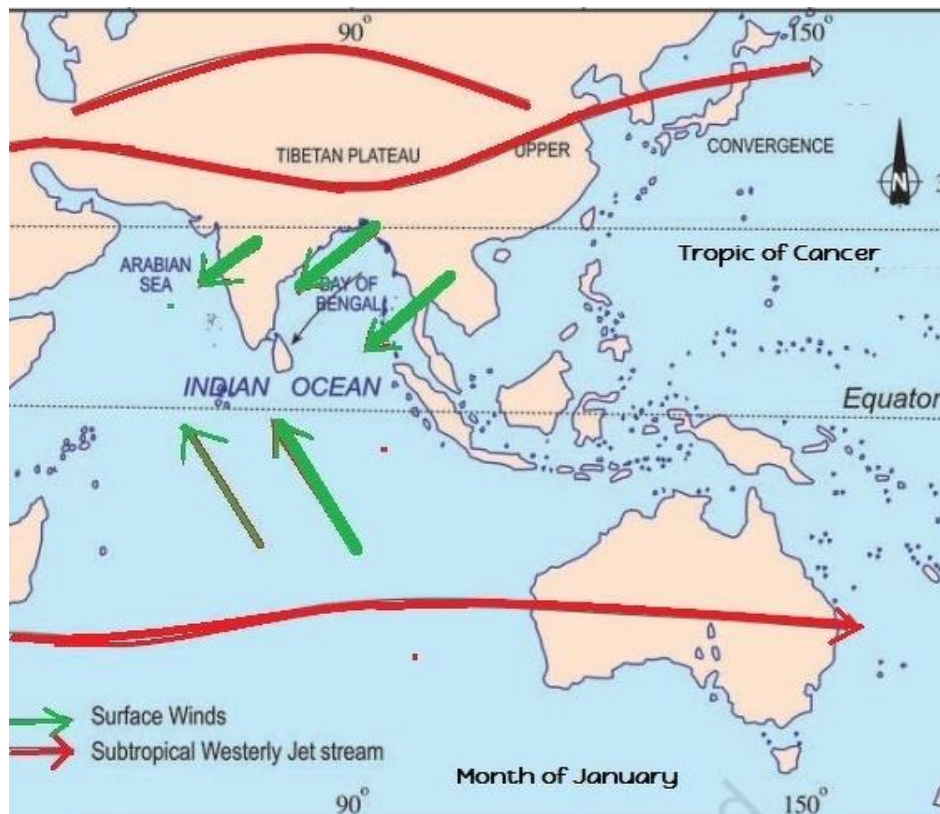 90°
150°
TIBETAN PLATEAU
UPPER
CONVERGENCE
N
Tropic of Cancer
ARABIAN
SEA
BAY OF
BENGAL
INDIAN OCEAN
Equator
Surface Winds
Subtropical Westerly Jet stream
Month of January
90°
150°